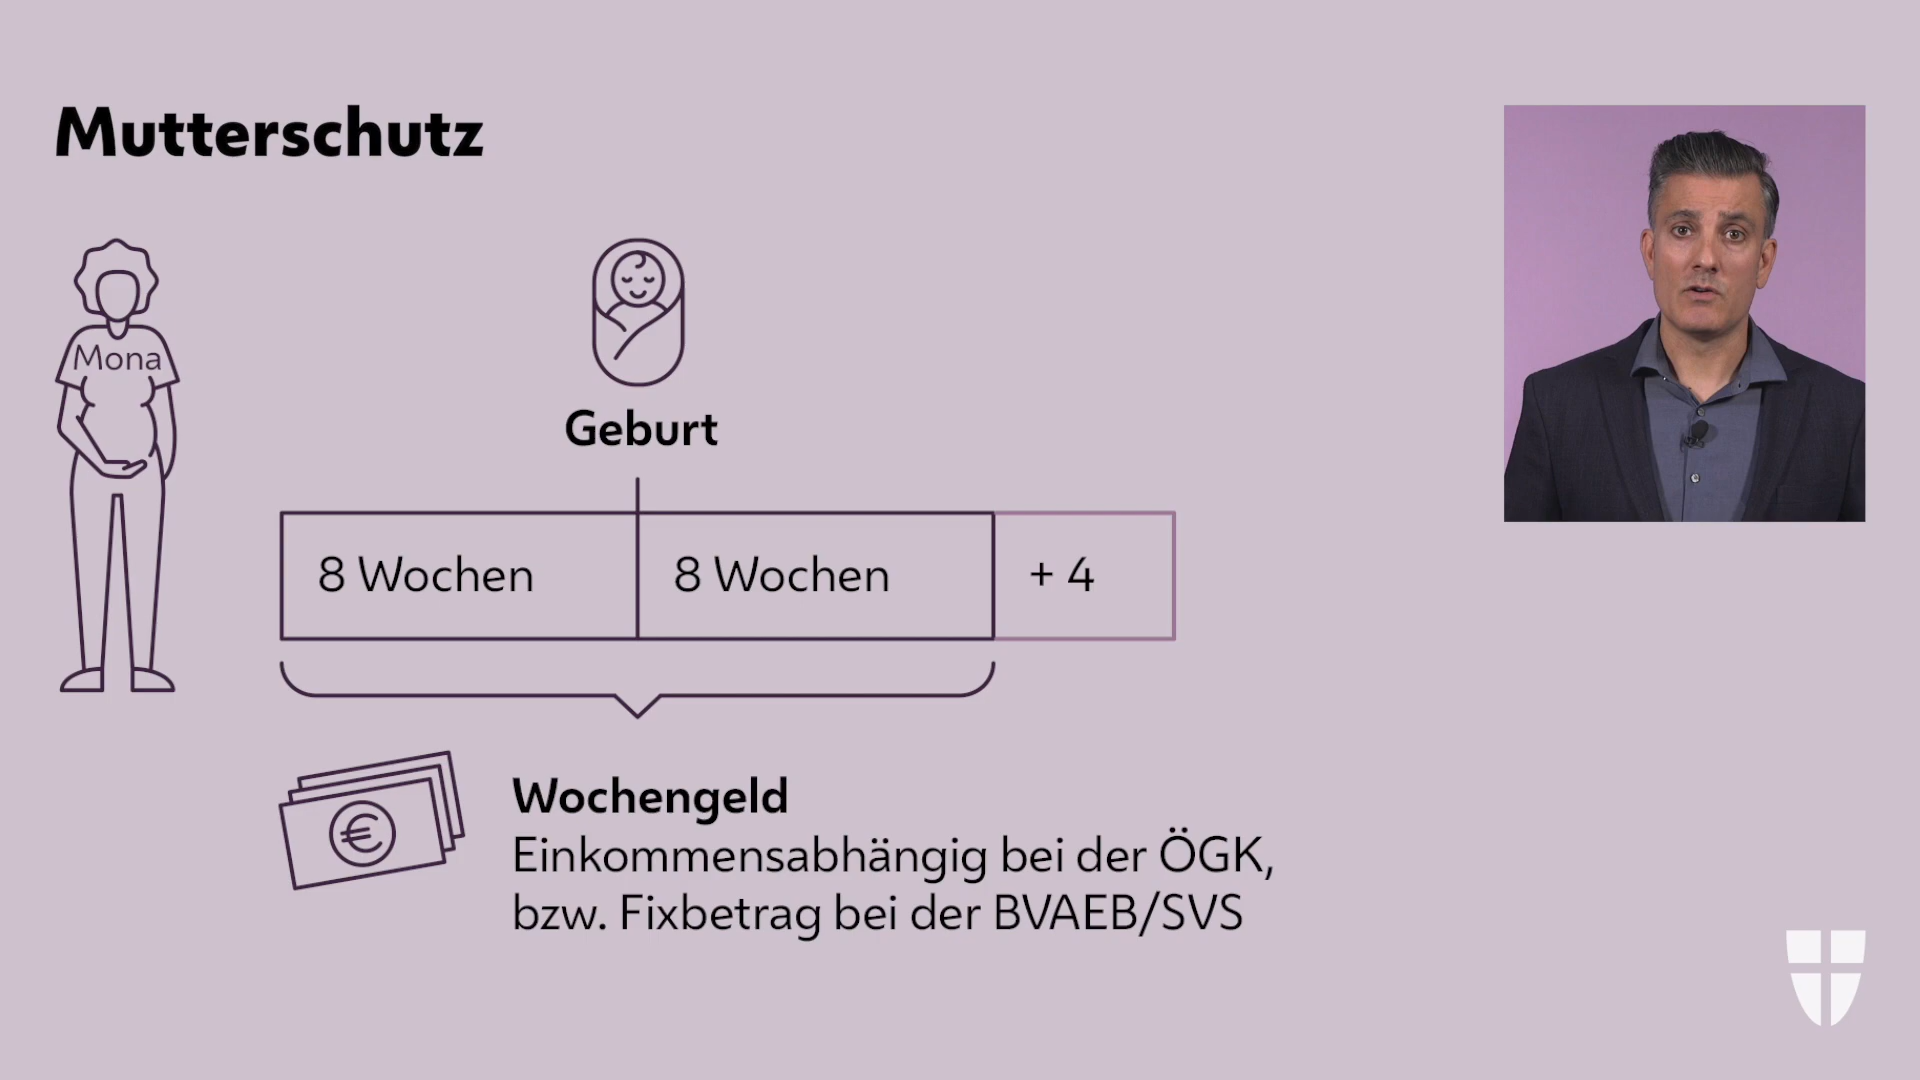 Mutterschutz
Mona
Geburt
8 Wochen
8 Wochen
+ 4
€
Wochengeld
Einkommensabhängig bei der ÖGK,
bzw. Fixbetrag bei der BVAEB/SVS